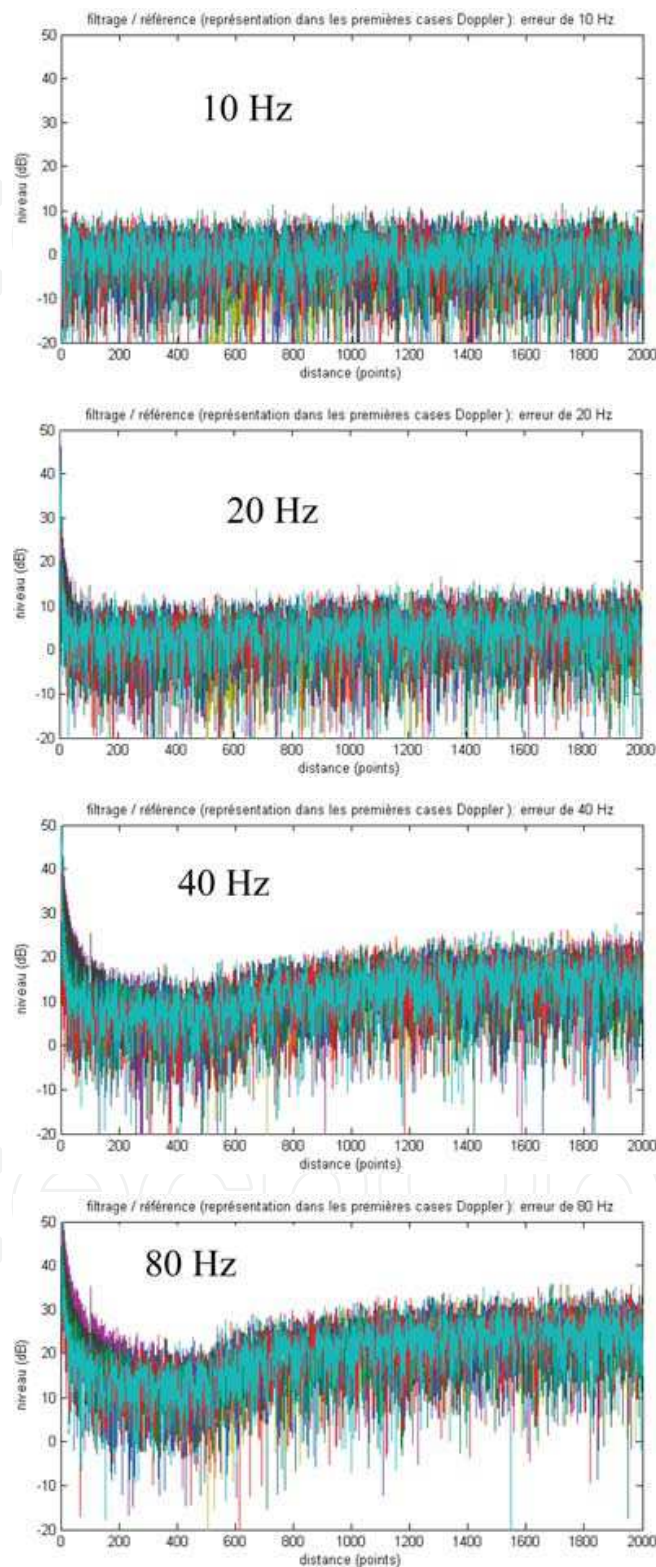 filtrage / référence (représentation dans les premières cases Doppler ): erreur de 10 Hz
50
40
30
20
10
0
-10
-20
niveau (dB)
10 Hz
0 200 400 600 800 1000 1200 1400 1600 1800 2000
distance (points)
filtrage / référence (représentation dans les premières cases Doppler ): erreur de 20 Hz
50
40
30
20
10
0
-10
-20
niveau (dB)
20 Hz
0 200 400 600 800 1000 1200 1400 1600 1800 2000
distance (points)
filtrage / référence (représentation dans les premières cases Doppler ): erreur de 40 Hz
50
40
30
20
10
0
-10
-20
niveau (dB)
40 Hz
0 200 400 600 800 1000 1200 1400 1600 1800 2000
distance (points)
filtrage / référence (représentation dans les premières cases Doppler ): erreur de 80 Hz
50
40
30
20
10
0
-10
-20
niveau (dB)
80 Hz
0 200 400 600 800 1000 1200 1400 1600 1800 2000
distance (points)